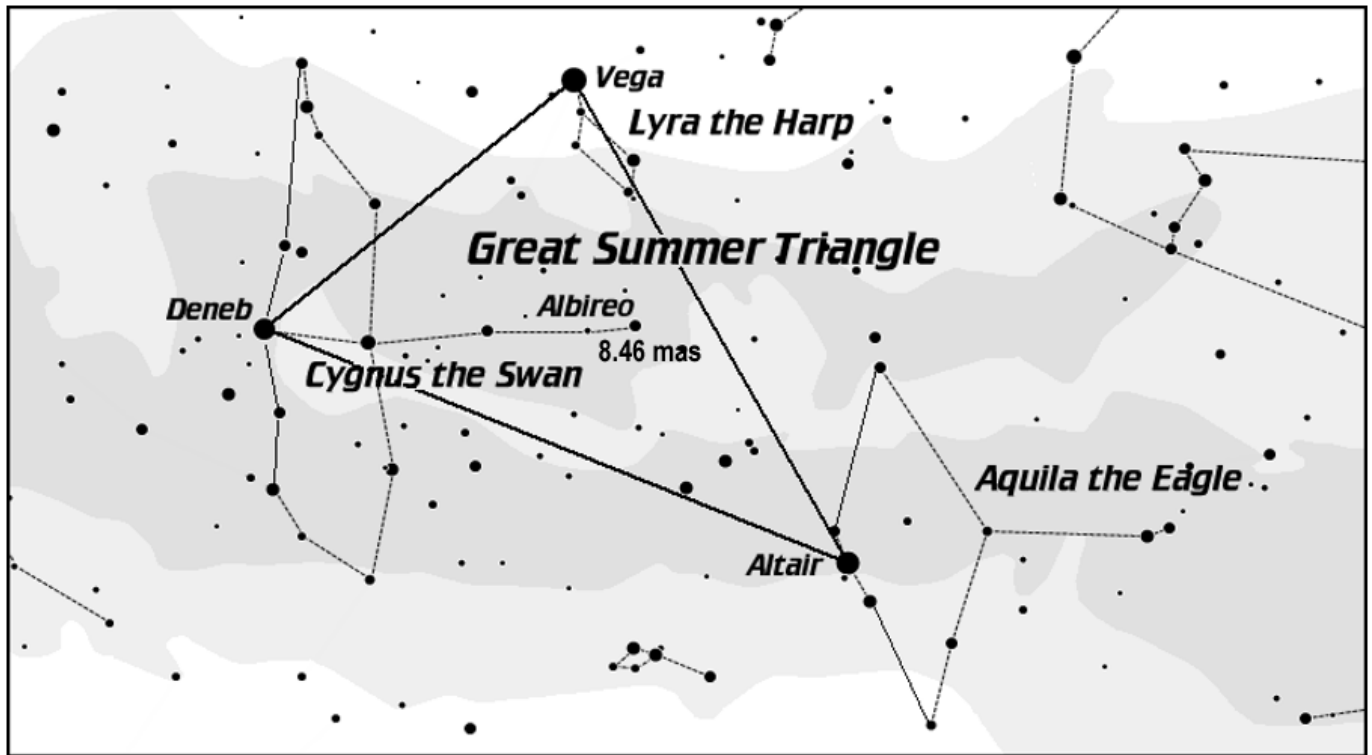 Vega
Lyra the Harp
Great Summer Triangle
Deneb
Albireo
8.46 mas
Cygnus the Swan
Aquila the Eagle
Altair